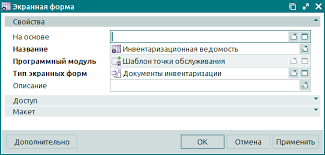 Экранная форма
Свойства
На основе
Название Инвентаризационная ведомость
Программный модуль Шаблон точки обслуживания
Тип экранных форм Документы инвентаризации
Описание
Доступ
Макет
Дополнительно OK Отмена Применить